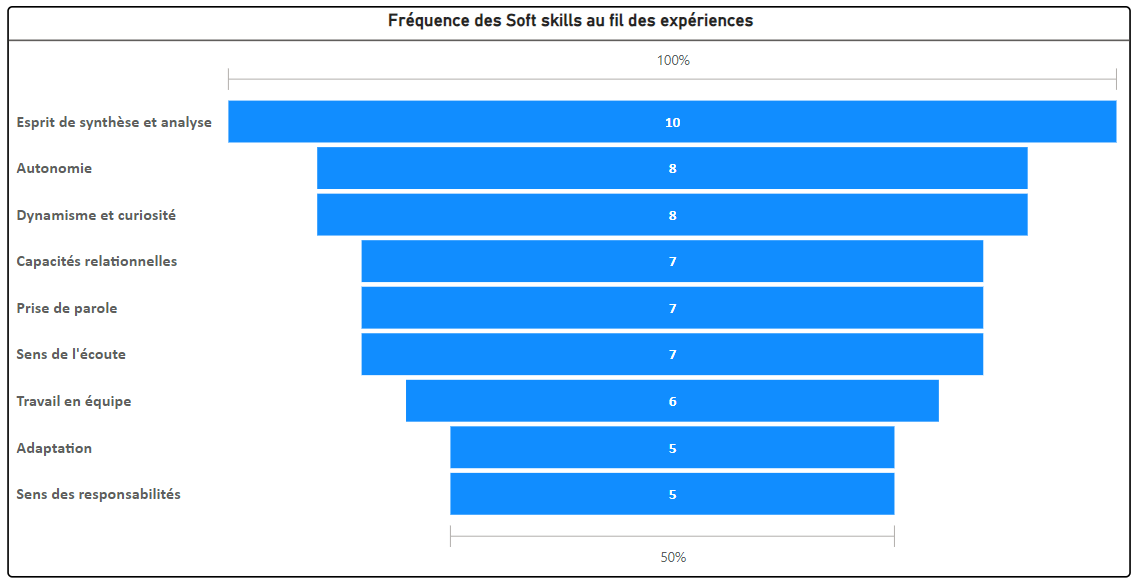 Fréquence des Soft skills au fil des expériences
100%
Esprit de synthèse et analyse 10
Autonomie 8
Dynamisme et curiosité 8
Capacités relationnelles 7
Prise de parole 7
Sens de l'écoute 7
Travail en équipe 6
Adaptation 5
Sens des responsabilités 5
50%